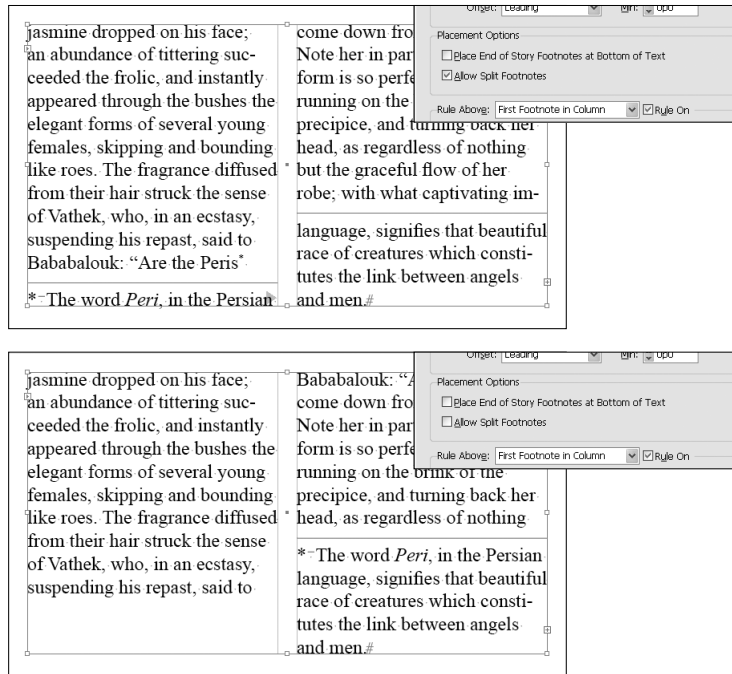 jasmine dropped on his face;
an abundance of tittering suc-
ceeded the frolic, and instantly
appeared through the bushes the
elegant forms of several young
females, skipping and bounding
like roes. The fragrance diffused
from their hair struck the sense
of Vathek, who, in an ecstasy,
suspending his repast, said to
Bababalouk: “Are the Peris*
* The word Peri, in the Persian
come down fro
Note her in par
form is so perfe
running on the
precipice, and turning back her
head, as regardless of nothing
but the graceful flow of her
robe; with what captivating im-
language, signifies that beautiful
race of creatures which consti-
tutes the link between angels
and men.#
Offset: Leading Min: 0p0
Placement Options
Place End of Story Footnotes at Bottom of Text
Allow Split Footnotes
Rule Above: First Footnote in Column Rule On
jasmine dropped on his face;
an abundance of tittering suc-
ceeded the frolic, and instantly
appeared through the bushes the
elegant forms of several young
females, skipping and bounding
like roes. The fragrance diffused
from their hair struck the sense
of Vathek, who, in an ecstasy,
suspending his repast, said to
Bababalouk: “A
come down fro
Note her in par
form is so perfe
running on the brink of the
precipice, and turning back her
head, as regardless of nothing
* The word Peri, in the Persian
language, signifies that beautiful
race of creatures which consti-
tutes the link between angels
and men.#
Offset: Leading Min: 0p0
Placement Options
Place End of Story Footnotes at Bottom of Text
Allow Split Footnotes
Rule Above: First Footnote in Column Rule On